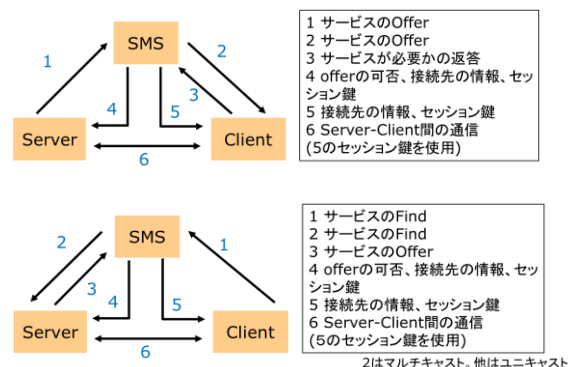 SMS
1
2
3
4
5
Server
Client
6
1 サービスのOffer
2 サービスのOffer
3 サービスが必要かの返答
4 offerの可否、接続先の情報、セッ
ション鍵
5 接続先の情報、セッション鍵
6 Server-Client間の通信
(5のセッション鍵を使用)
SMS
2
1
3
4
5
Server
Client
6
1 サービスのFind
2 サービスのFind
3 サービスのOffer
4 offerの可否、接続先の情報、セッ
ション鍵
5 接続先の情報、セッション鍵
6 Server-Client間の通信
(5のセッション鍵を使用)
2はマルチキャスト。他はユニキャスト